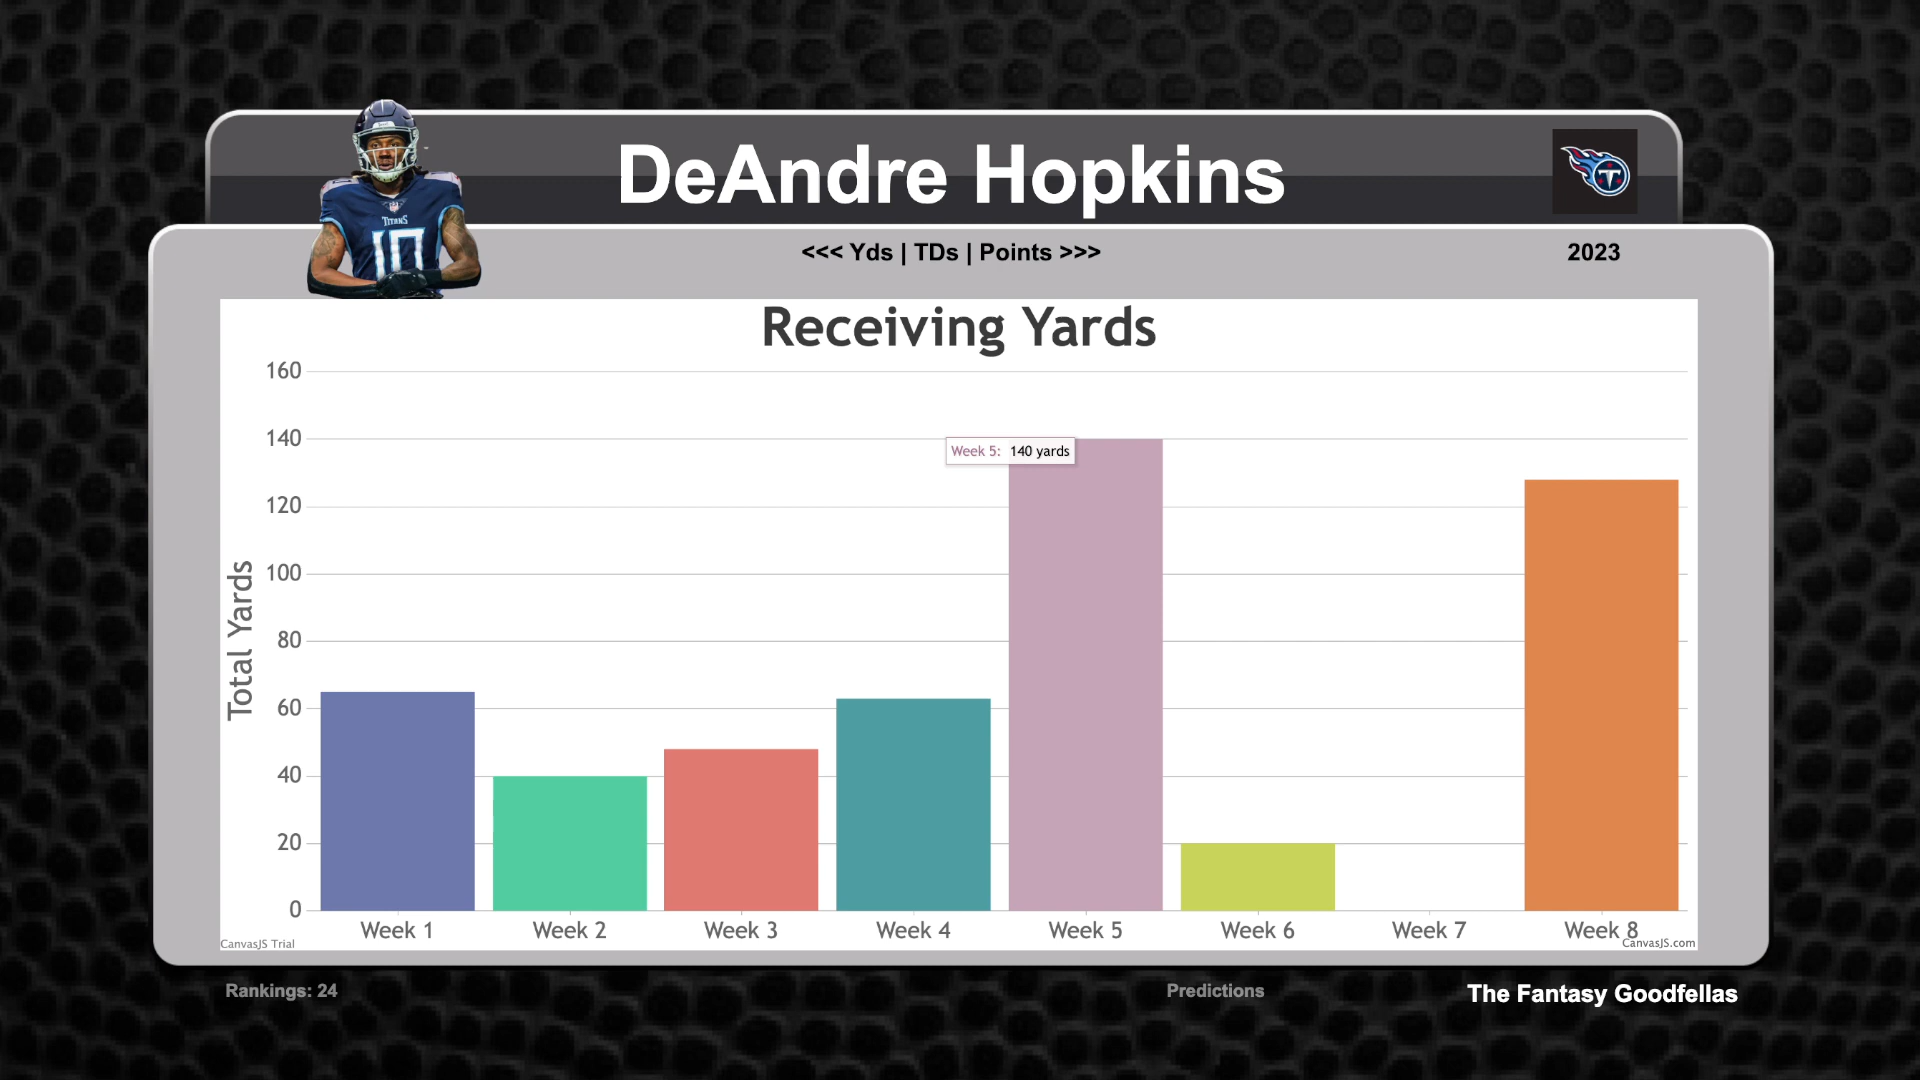 DeAndre Hopkins
<<< Yds | TDs | Points >>>
2023
TITANS
10
T
Receiving Yards
160
140
120
100
80
60
40
20
0
Total Yards
Week 5: 140 yards
Week 1
Week 2
Week 3
Week 4
Week 5
Week 6
Week 7
Week 8
CanvasJS Trial
CanvasJS.com
Rankings: 24
Predictions
The Fantasy Goodfellas